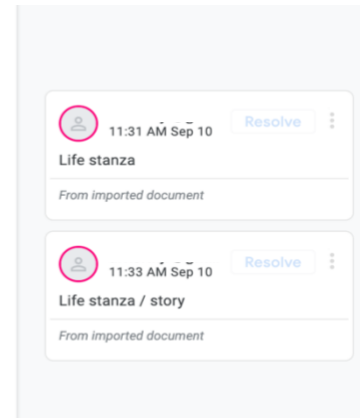 11:31 AM Sep 10
Resolve
Life stanza
From imported document
11:33 AM Sep 10
Resolve
Life stanza / story
From imported document